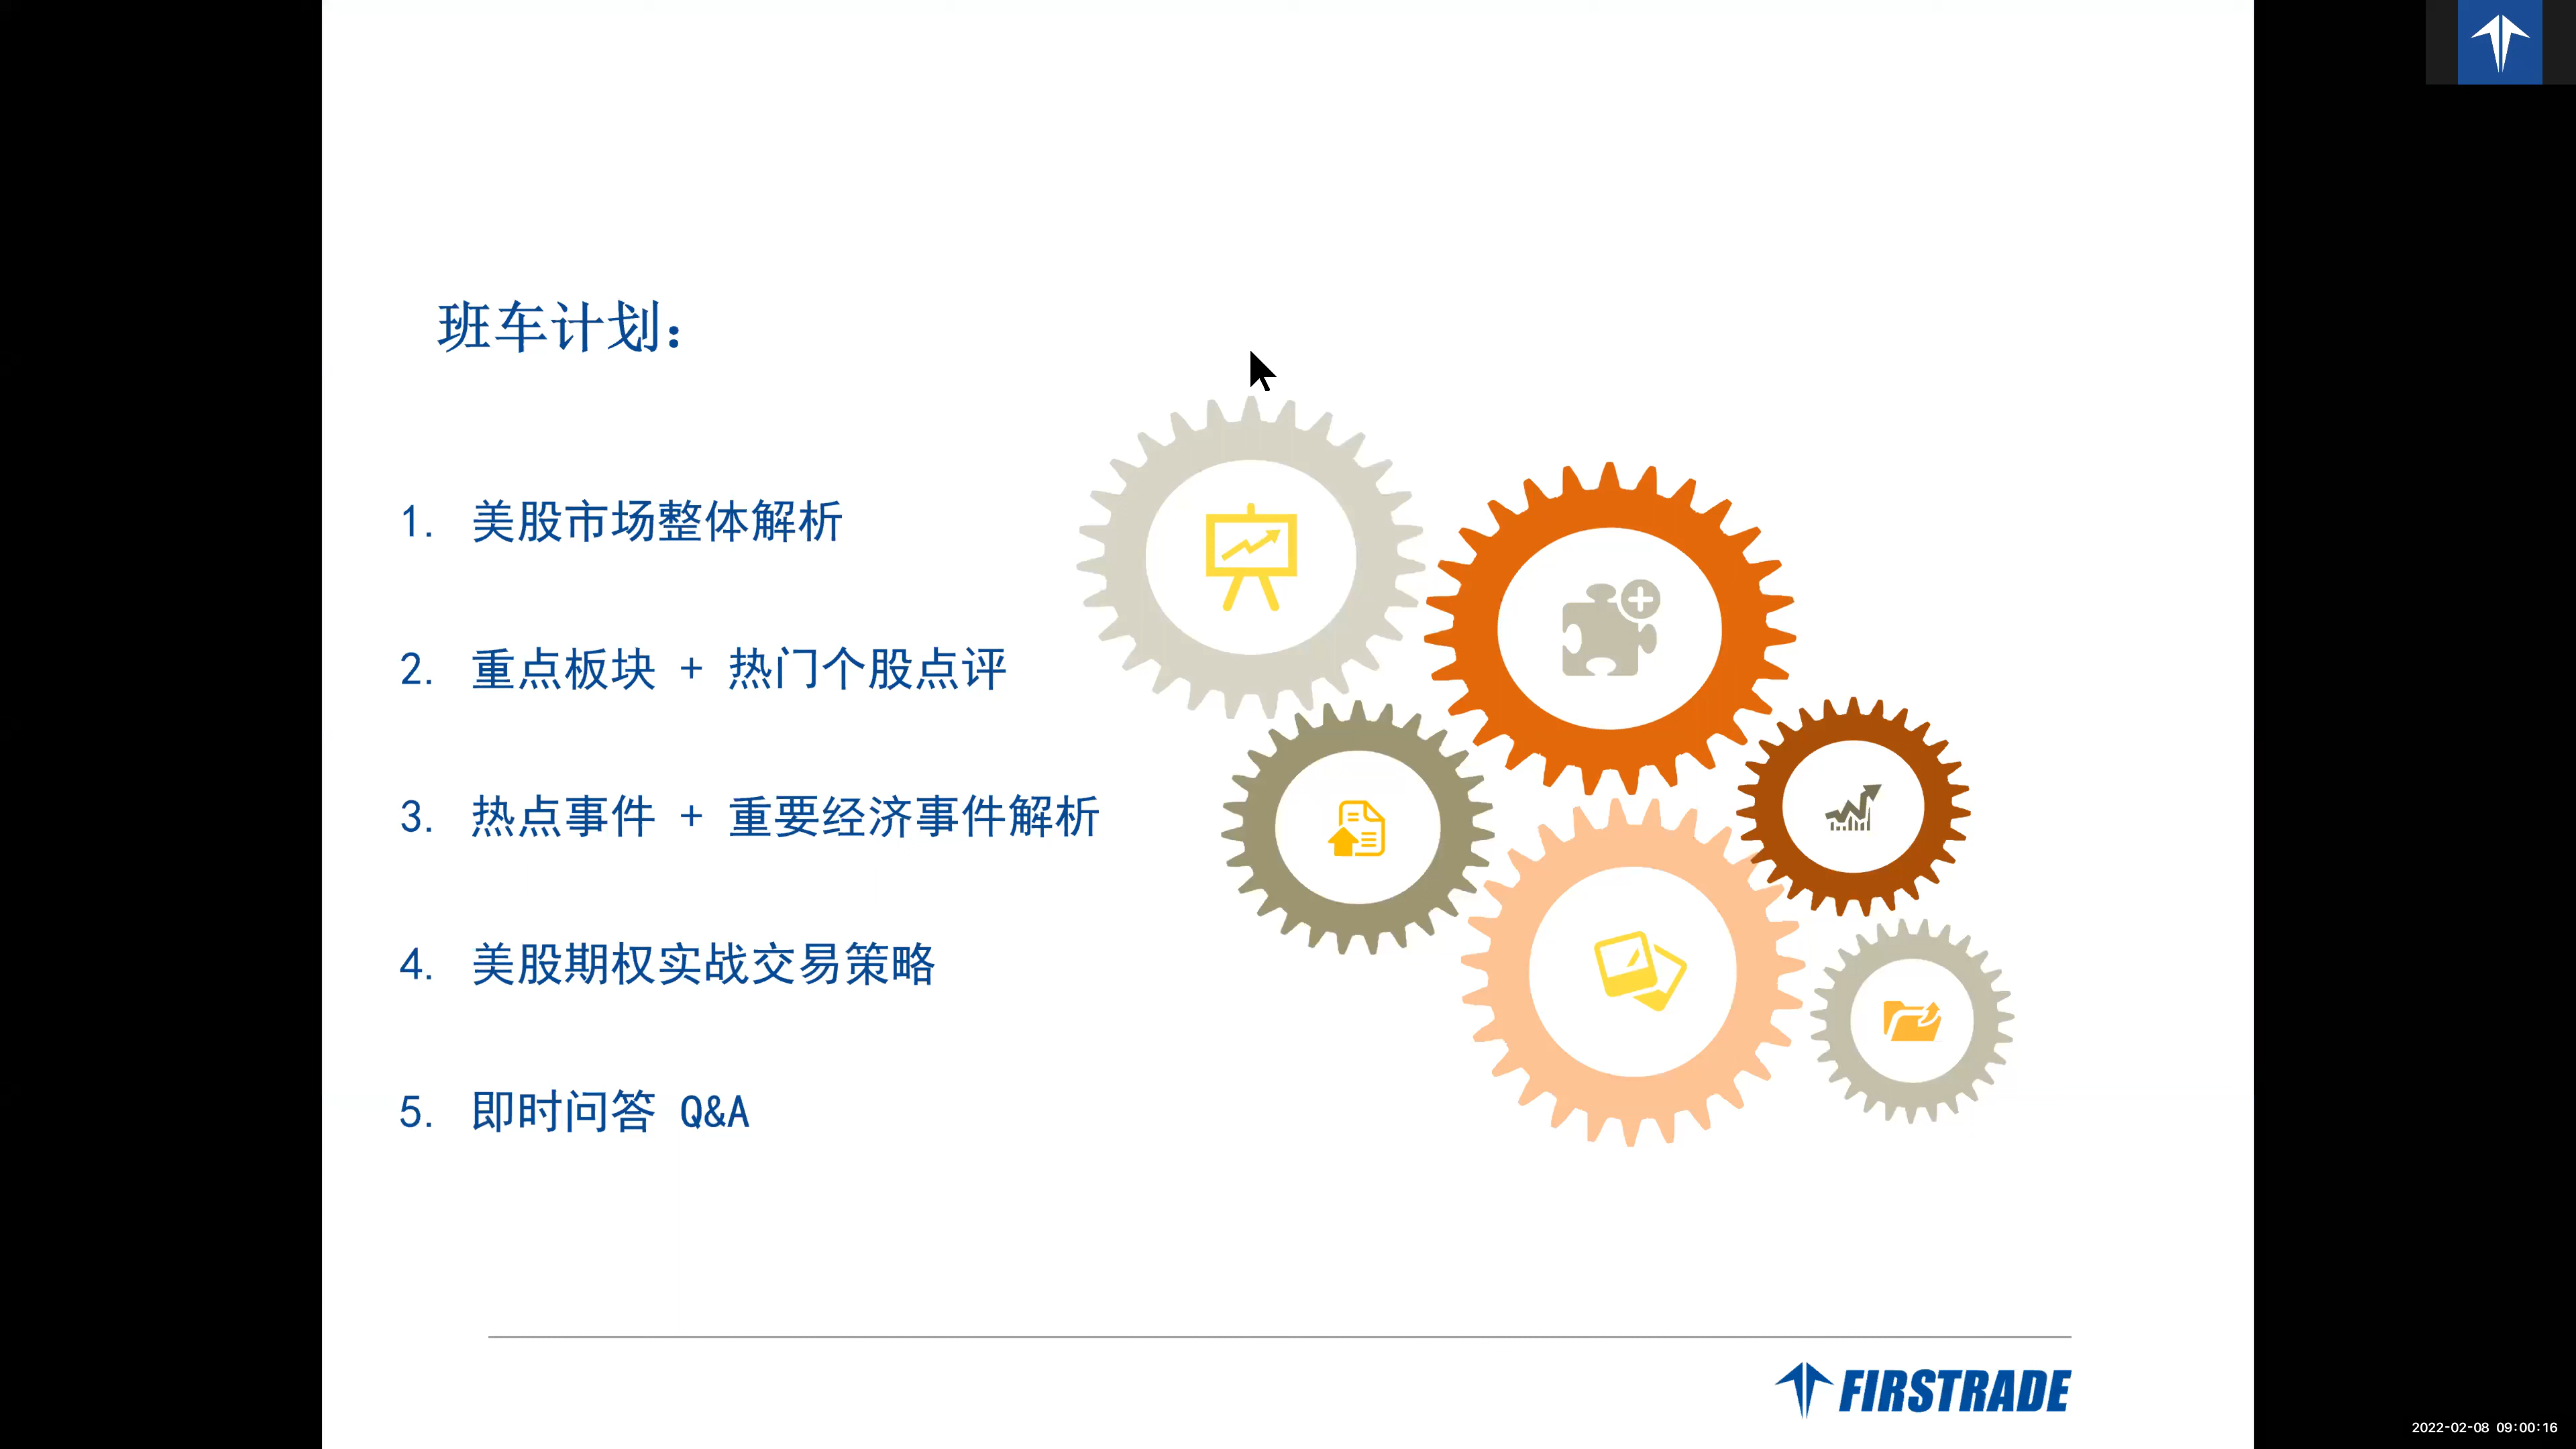 班车计划：
1. 美股市场整体解析
2. 重点板块 + 热门个股点评
3. 热点事件 + 重要经济事件解析
4. 美股期权实战交易策略
5. 即时问答 Q&A
FIRSTRADE
2022-02-08 09:00:16